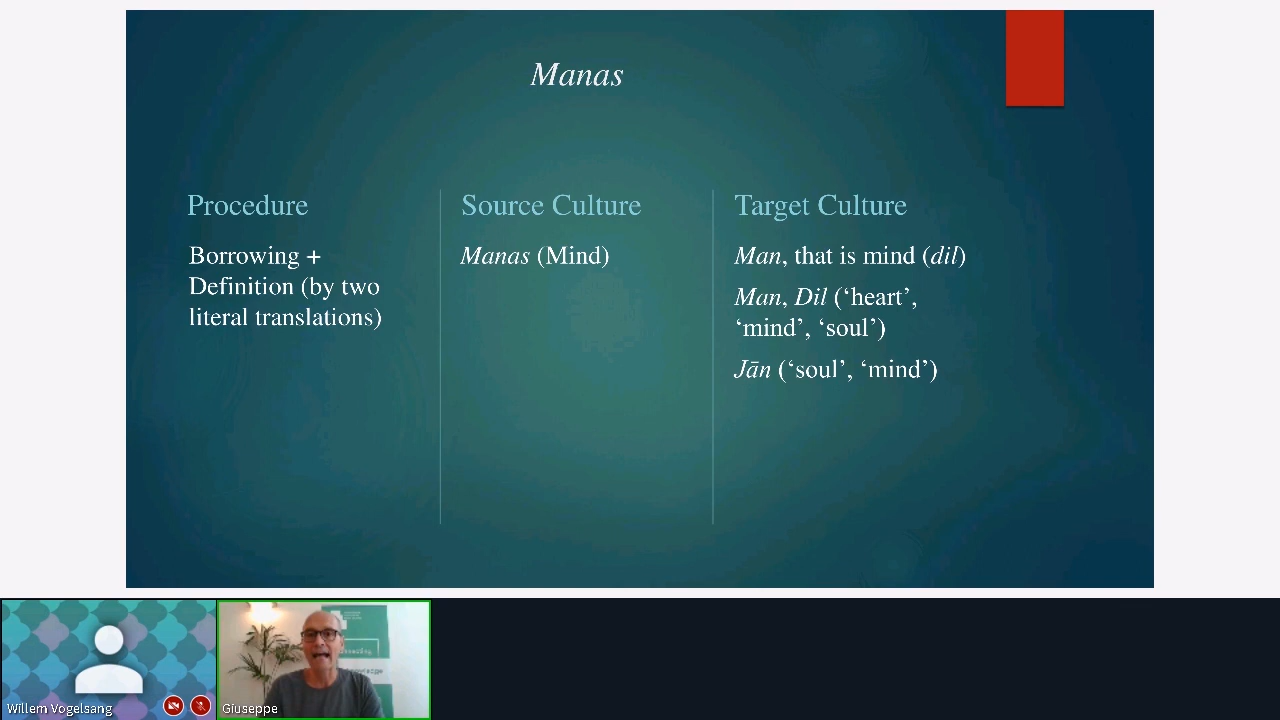 Manas
Procedure
Borrowing +
Definition (by two
literal translations)
Source Culture
Manas (Mind)
Target Culture
Man, that is mind (dil)
Man, Dil (‘heart’,
‘mind’, ‘soul’)
Jān (‘soul’, ‘mind’)
Willem Vogelsang
Giuseppe